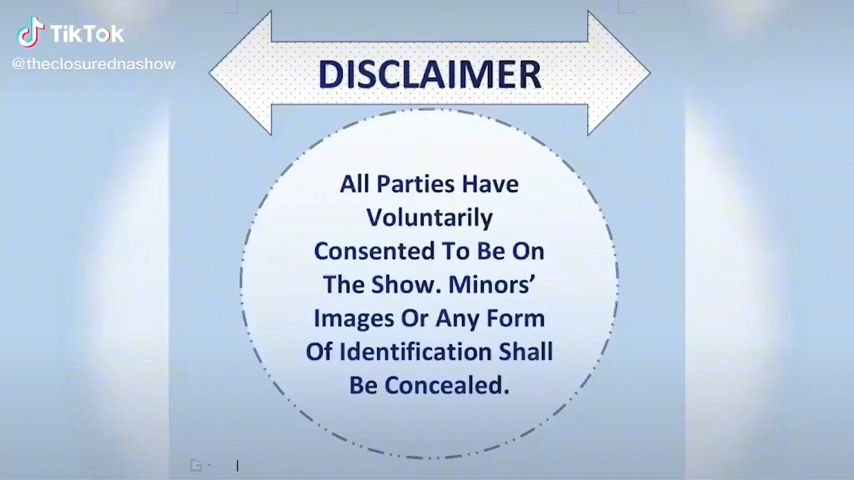 TikTok
@theclosurednashow
DISCLAIMER
All Parties Have
Voluntarily
Consented To Be On
The Show. Minors’
Images Or Any Form
Of Identification Shall
Be Concealed.